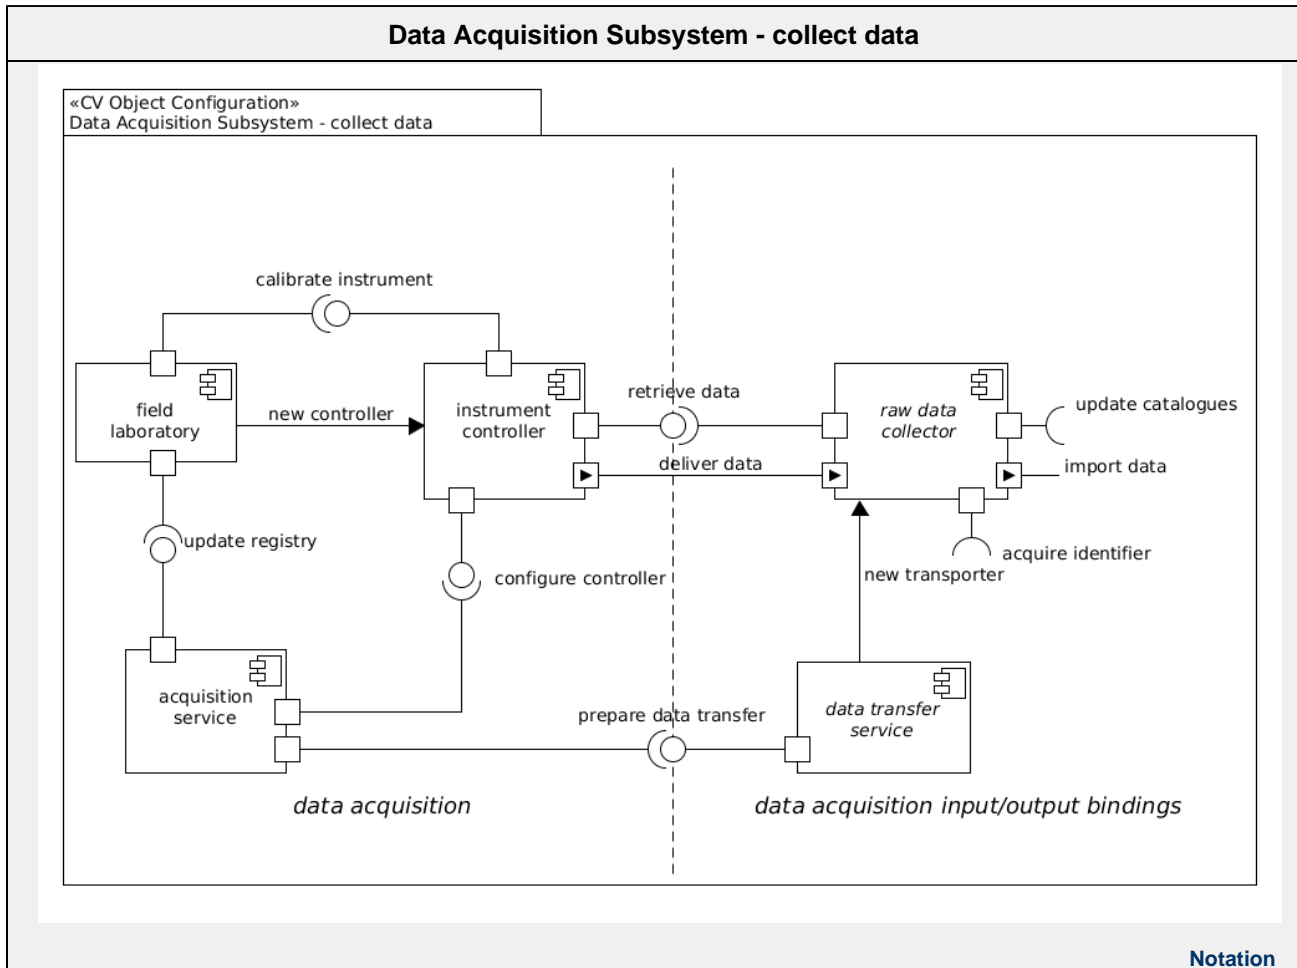 Data Acquisition Subsystem - collect data
«CV Object Configuration»
Data Acquisition Subsystem - collect data
calibrate instrument
field
laboratory
new controller
instrument
controller
retrieve data
raw data
collector
update catalogues
deliver data
import data
update registry
configure controller
acquire identifier
new transporter
acquisition
service
prepare data transfer
data transfer
service
data acquisition
data acquisition input/output bindings
Notation